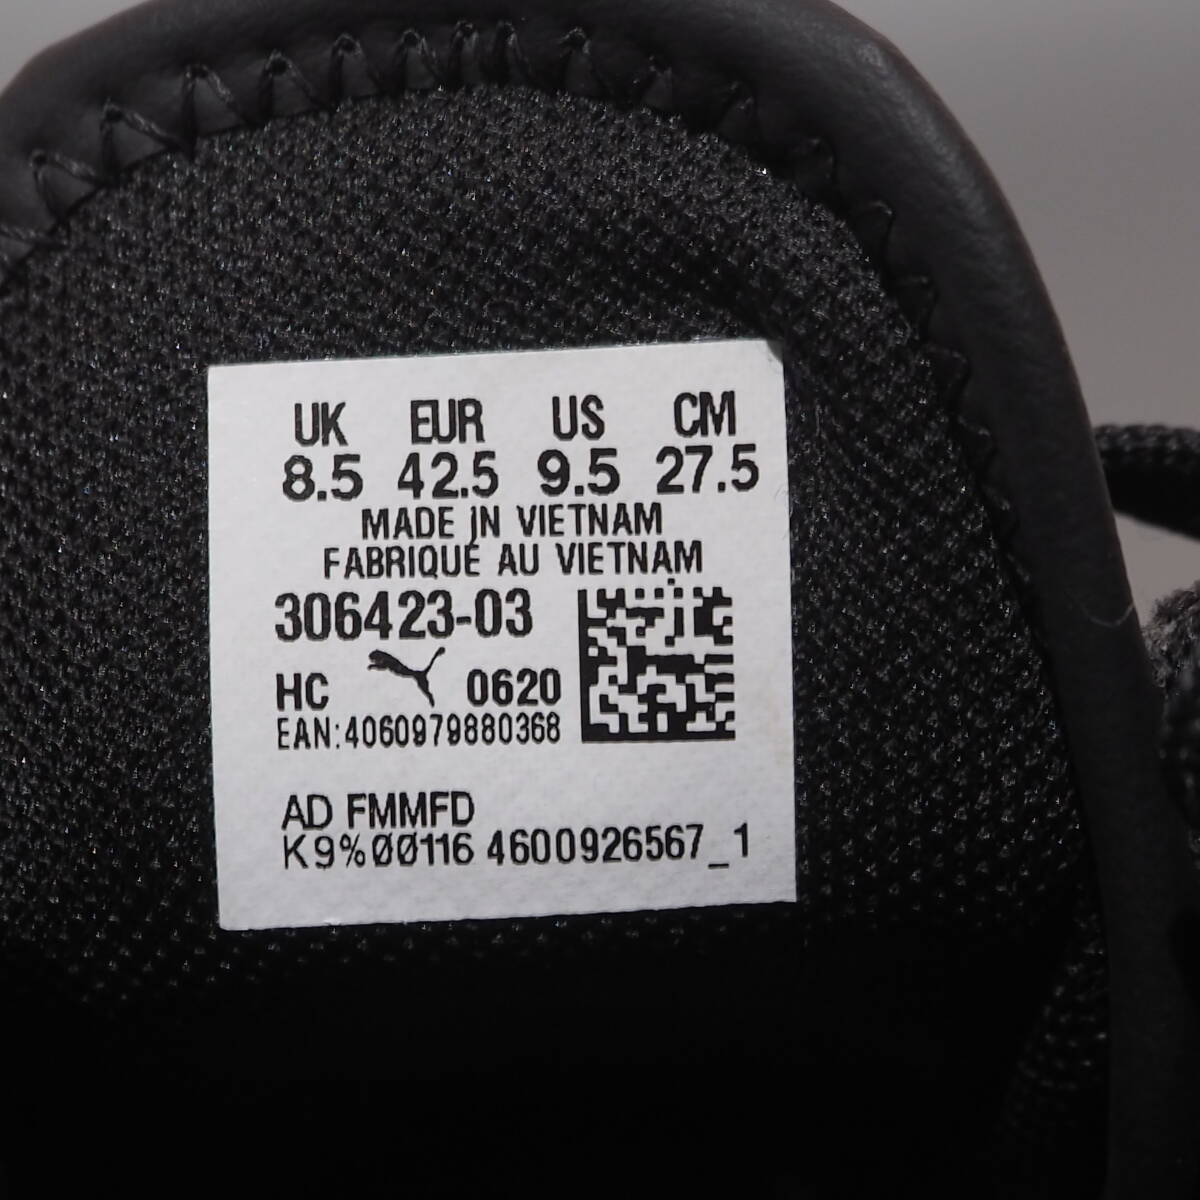 UK EUR US CM
8.5 42.5 9.5 27.5
MADE IN VIETNAM
FABRIQUÉ AU VIETNAM
306423-03
HC 0620
EAN:4060979880368
AD FMMFD
K9%00116 4600926567_1